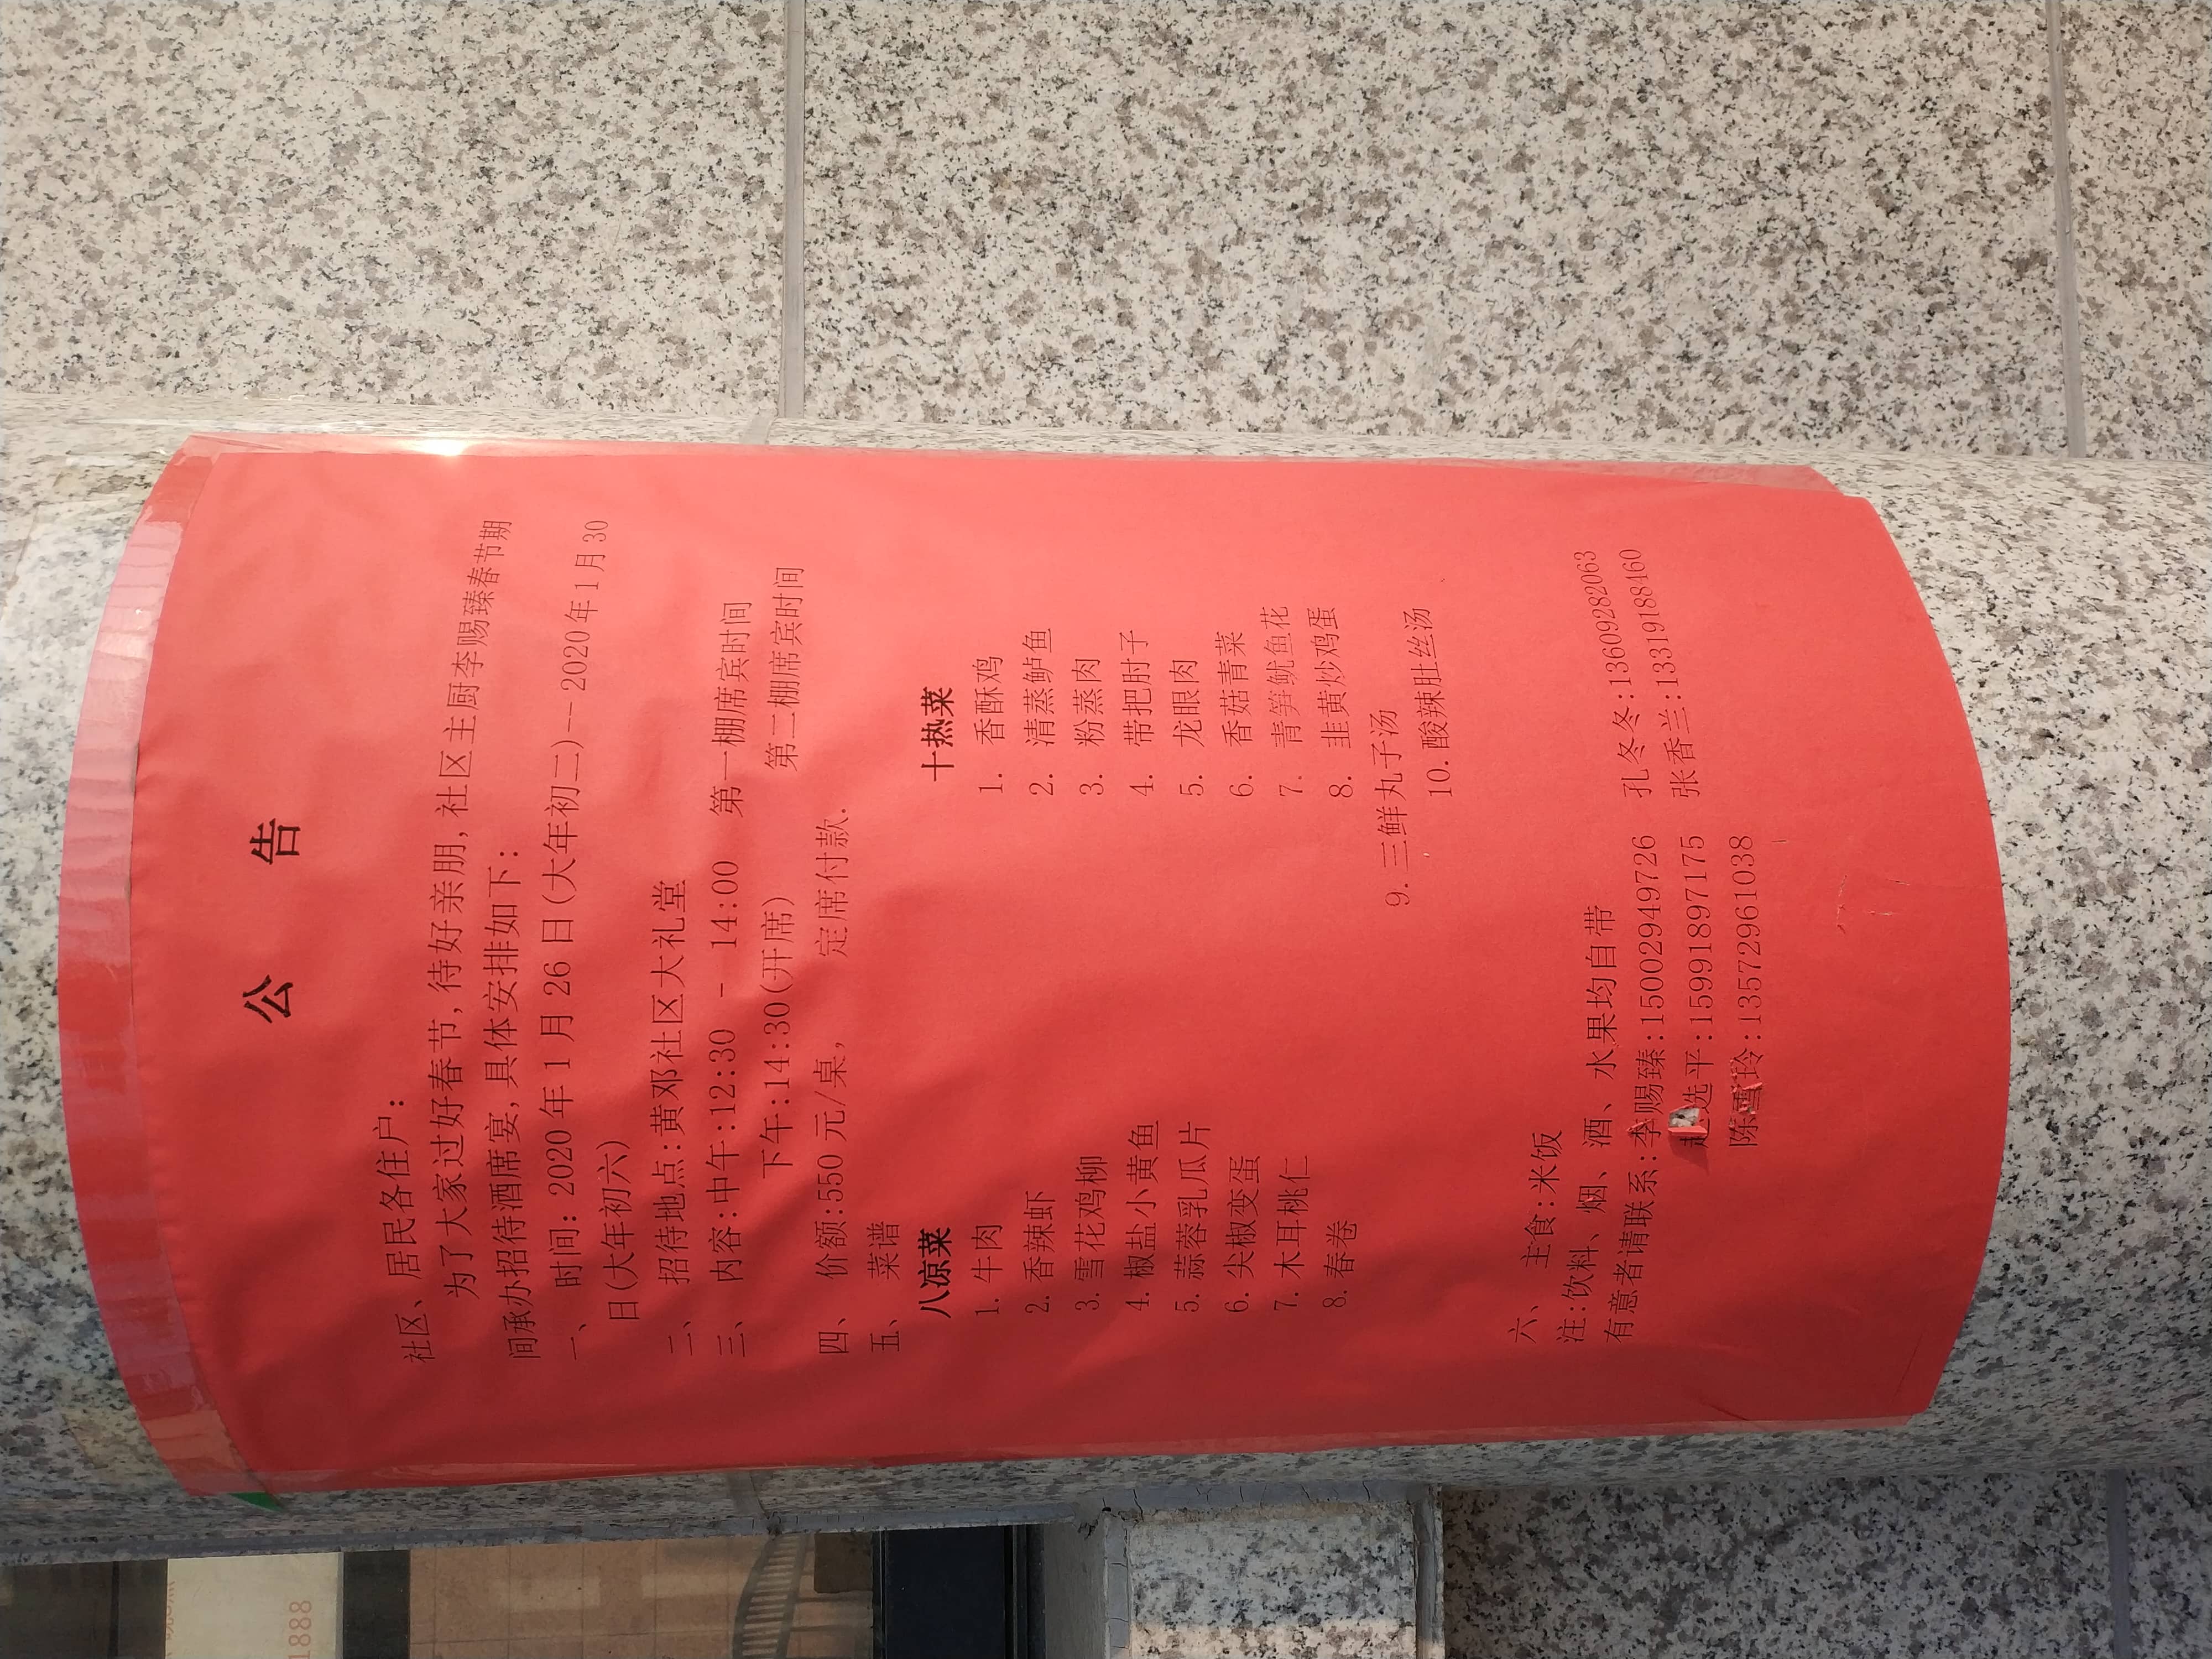 公 告
社区、居民各住户：
为了大家过好春节,待好亲朋,社区主厨李赐臻春节期
间承办招待酒席宴,具体安排如下:
一、 时间: 2020 年 1 月 26 日(大年初二)--2020 年 1 月 30
日(大年初六)
二、 招待地点:黄邓社区大礼堂
三、 内容:中午:12:30 - 14:00 第一棚席宾时间
下午:14:30(开席) 第二棚席宾时间
四、 价额:550 元/桌， 定席付款.
五、 菜谱
八凉菜 十热菜
1. 牛肉 1. 香酥鸡
2. 香辣虾 2. 清蒸鲈鱼
3. 雪花鸡柳 3. 粉蒸肉
4. 椒盐小黄鱼 4. 带把肘子
5. 蒜蓉乳瓜片 5. 龙眼肉
6. 尖椒变蛋 6. 香菇青菜
7. 木耳桃仁 7. 青笋鱿鱼花
8. 春卷 8. 韭黄炒鸡蛋
9. 三鲜丸子汤
10. 酸辣肚丝汤
六、 主食:米饭
注:饮料、烟、酒、水果均自带
有意者请联系:李赐臻:15002949726 孔冬冬:13609282063
赵选平:15991897175 张香兰:13319188460
陈雪玲:13572961038
1888